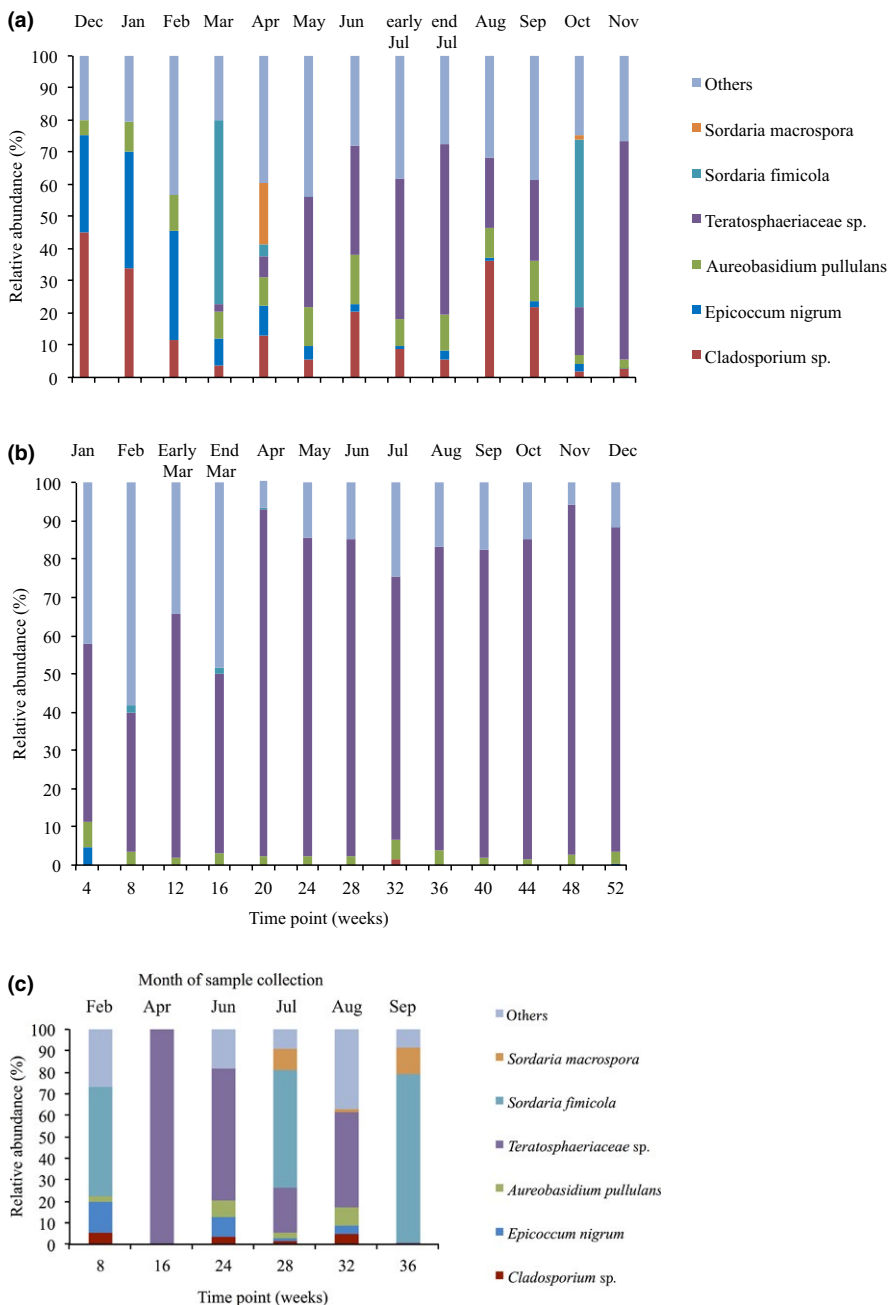 (a)
Dec Jan Feb Mar Apr May Jun early Jul end Jul Aug Sep Oct Nov
100
90
80
70
60
50
40
30
20
10
0
Relative abundance (%)
Others
Sordaria macrospora
Sordaria fimicola
Teratosphaeriaceae sp.
Aureobasidium pullulans
Epicoccum nigrum
Cladosporium sp.
(b)
Jan Feb Early Mar End Mar Apr May Jun Jul Aug Sep Oct Nov Dec
100
90
80
70
60
50
40
30
20
10
0
Relative abundance (%)
4 8 12 16 20 24 28 32 36 40 44 48 52
Time point (weeks)
(c)
Month of sample collection
Feb Apr Jun Jul Aug Sep
100
90
80
70
60
50
40
30
20
10
0
Relative abundance (%)
8 16 24 28 32 36
Time point (weeks)
Others
Sordaria macrospora
Sordaria fimicola
Teratosphaeriaceae sp.
Aureobasidium pullulans
Epicoccum nigrum
Cladosporium sp.